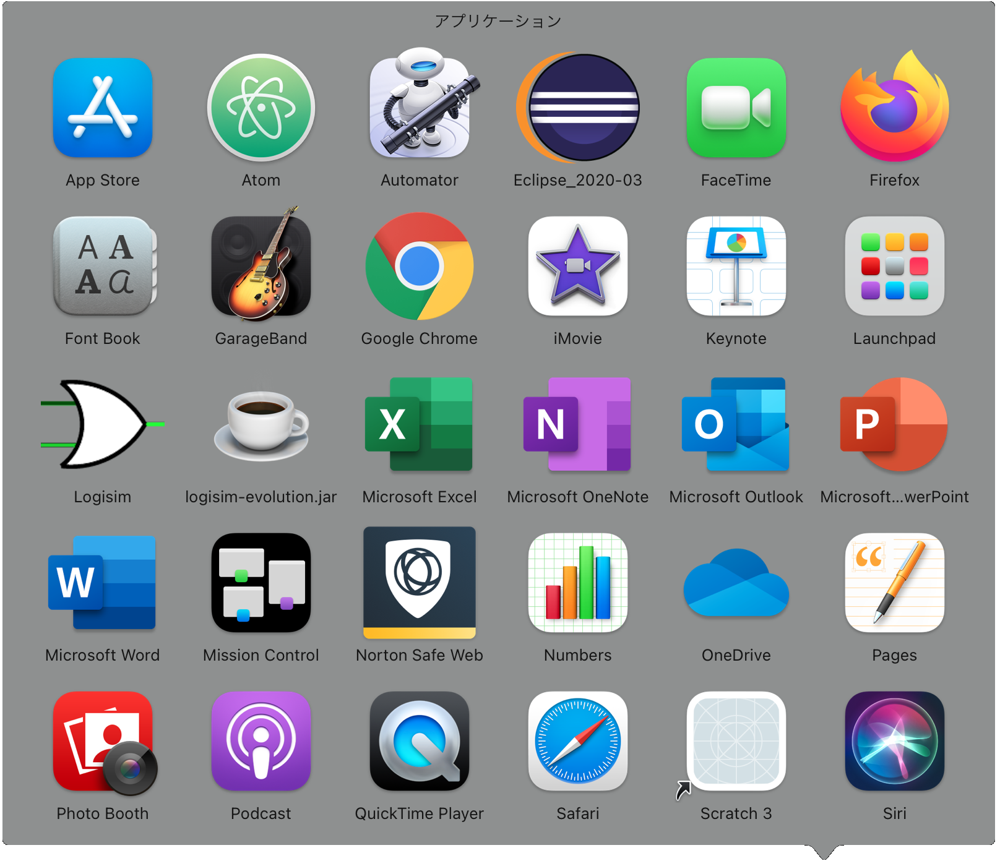 アプリケーション
App Store
Atom
Automator
Eclipse_2020-03
FaceTime
Firefox
A A
A a
Font Book
GarageBand
Google Chrome
iMovie
Keynote
Launchpad
Logisim
logisim-evolution.jar
X
Microsoft Excel
N
Microsoft OneNote
O
Microsoft Outlook
P
Microsoft...werPoint
W
Microsoft Word
Mission Control
Norton Safe Web
Numbers
OneDrive
“
Pages
Photo Booth
Podcast
QuickTime Player
Safari
Scratch 3
Siri